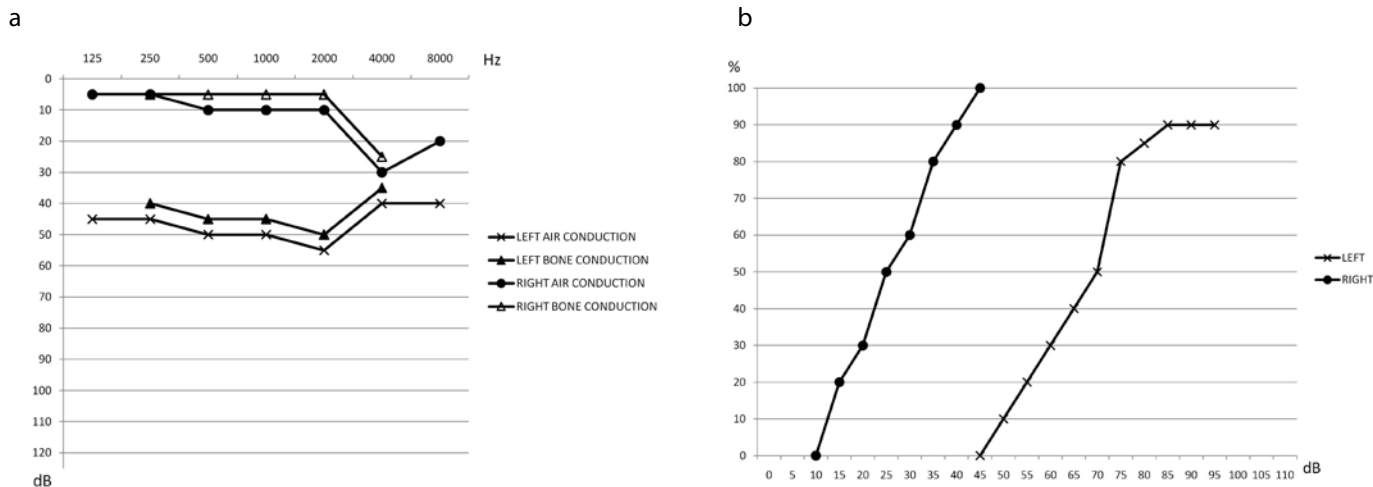 a
125 250 500 1000 2000 4000 8000 Hz
0
10
20
30
40
50
60
70
80
90
100
110
120
dB
LEFT AIR CONDUCTION
LEFT BONE CONDUCTION
RIGHT AIR CONDUCTION
RIGHT BONE CONDUCTION
b
%
100
90
80
70
60
50
40
30
20
10
0
0 5 10 15 20 25 30 35 40 45 50 55 60 65 70 75 80 85 90 95 100 105 110 dB
LEFT
RIGHT